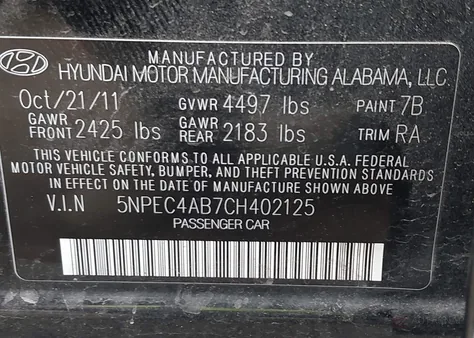 MANUFACTURED BY
HYUNDAI MOTOR MANUFACTURING ALABAMA, LLC.
Oct/21/11 GVWR 4497 lbs PAINT 7B
GAWR FRONT 2425 lbs GAWR REAR 2183 lbs TRIM RA
THIS VEHICLE CONFORMS TO ALL APPLICABLE U.S.A. FEDERAL
MOTOR VEHICLE SAFETY, BUMPER, AND THEFT PREVENTION STANDARDS
IN EFFECT ON THE DATE OF MANUFACTURE SHOWN ABOVE
V.I.N 5NPEC4AB7CH402125
PASSENGER CAR